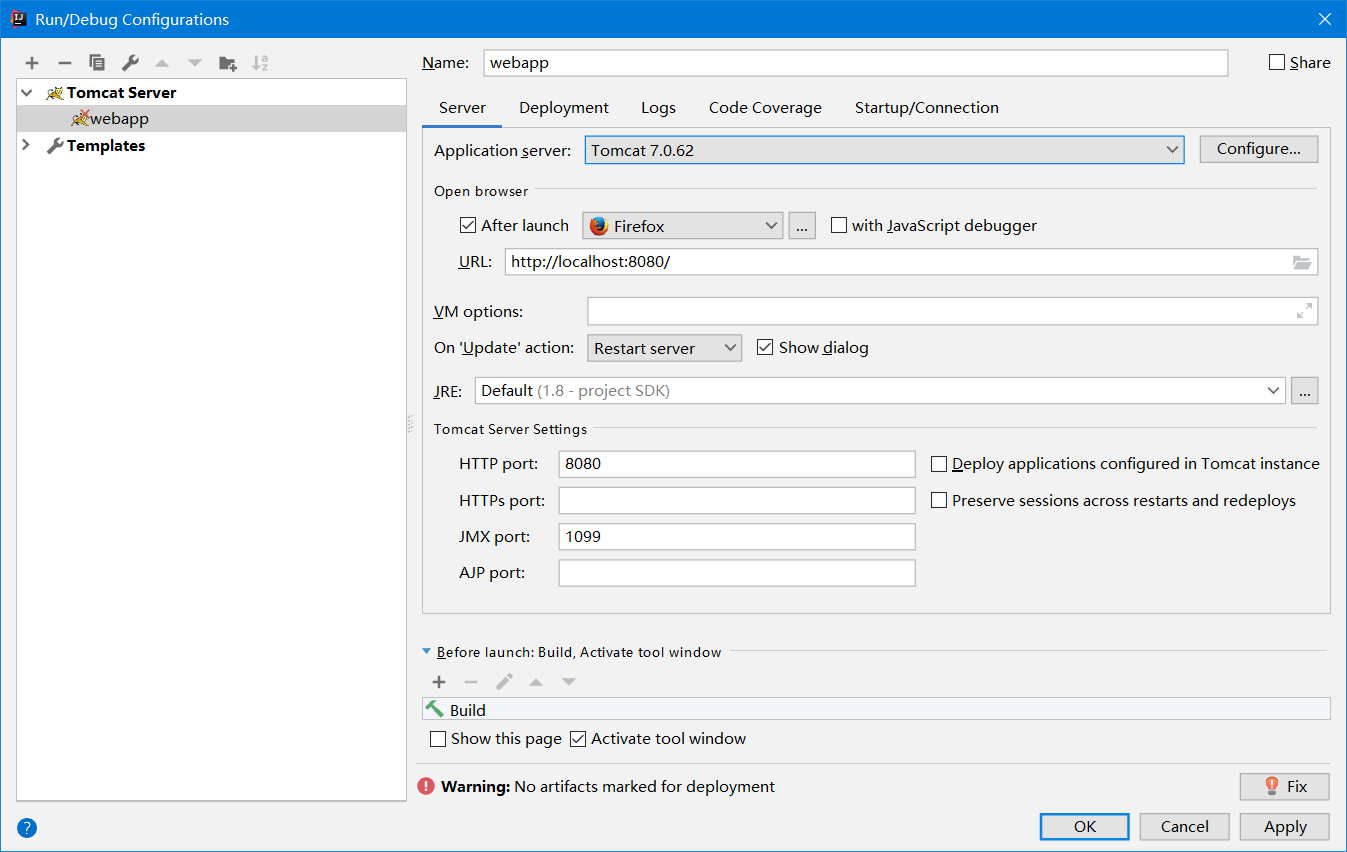 Run/Debug Configurations
Name: webapp Share
Tomcat Server
webapp
Templates
Server Deployment Logs Code Coverage Startup/Connection
Application server: Tomcat 7.0.62 Configure...
Open browser
After launch Firefox ... with JavaScript debugger
URL: http://localhost:8080/
VM options:
On 'Update' action: Restart server Show dialog
JRE: Default (1.8 - project SDK) ...
Tomcat Server Settings
HTTP port: 8080 Deploy applications configured in Tomcat instance
HTTPs port: Preserve sessions across restarts and redeploys
JMX port: 1099
AJP port:
Before launch: Build, Activate tool window
Build
Show this page Activate tool window
Warning: No artifacts marked for deployment Fix
? OK Cancel Apply